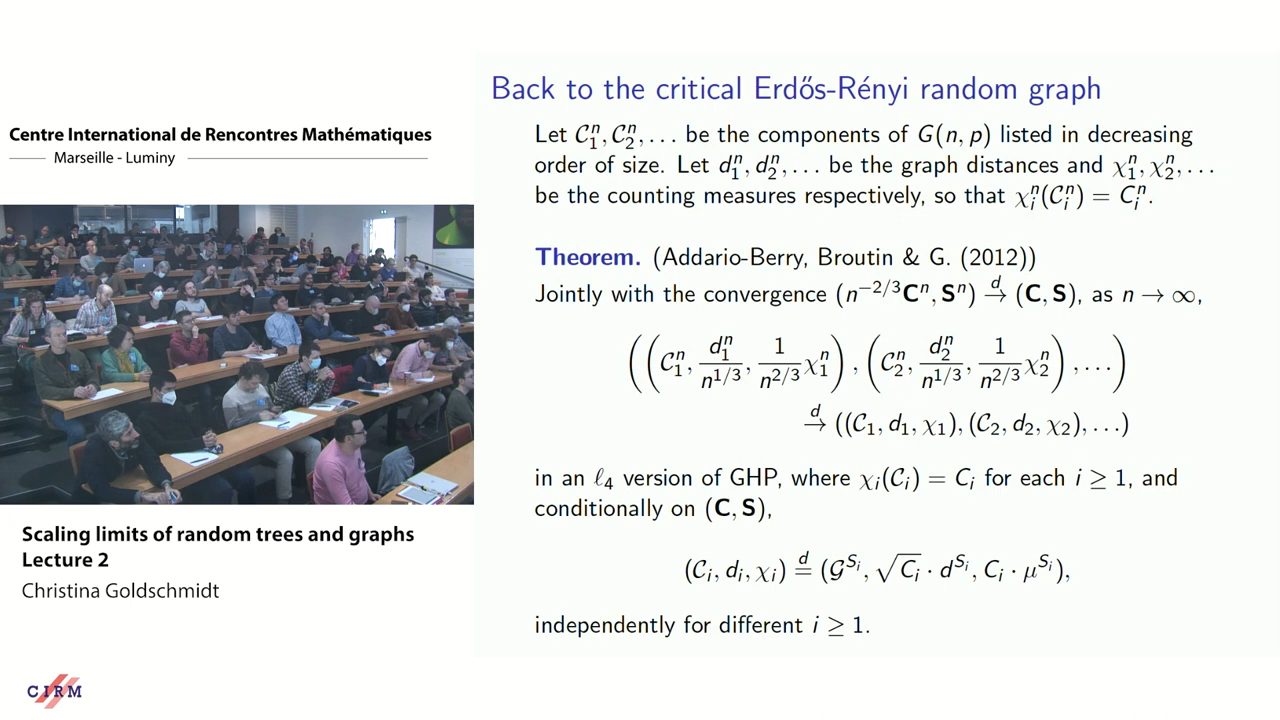 Centre International de Rencontres Mathématiques
Marseille - Luminy
Scaling limits of random trees and graphs
Lecture 2
Christina Goldschmidt
CIRM
Back to the critical Erdős-Rényi random graph
Let 𝒞₁ⁿ, 𝒞₂ⁿ, … be the components of G(n, p) listed in decreasing
order of size. Let d₁ⁿ, d₂ⁿ, … be the graph distances and χ₁ⁿ, χ₂ⁿ, …
be the counting measures respectively, so that χᵢⁿ(𝒞ᵢⁿ) = Cᵢⁿ.
Theorem. (Addario-Berry, Broutin & G. (2012))
Jointly with the convergence (n^{-2/3}𝐂ⁿ, 𝐒ⁿ) →^d (𝐂, 𝐒), as n → ∞,
((𝒞₁ⁿ, d₁ⁿ/n^{1/3}, 1/n^{2/3} χ₁ⁿ), (𝒞₂ⁿ, d₂ⁿ/n^{1/3}, 1/n^{2/3} χ₂ⁿ), …)
→^d ((𝒞₁, d₁, χ₁), (𝒞₂, d₂, χ₂), …)
in an ℓ₄ version of GHP, where χᵢ(𝒞ᵢ) = Cᵢ for each i ≥ 1, and
conditionally on (𝐂, 𝐒),
(𝒞ᵢ, dᵢ, χᵢ) =^d (𝒢^{Sᵢ}, √Cᵢ · d^{Sᵢ}, Cᵢ · μ^{Sᵢ}),
independently for different i ≥ 1.